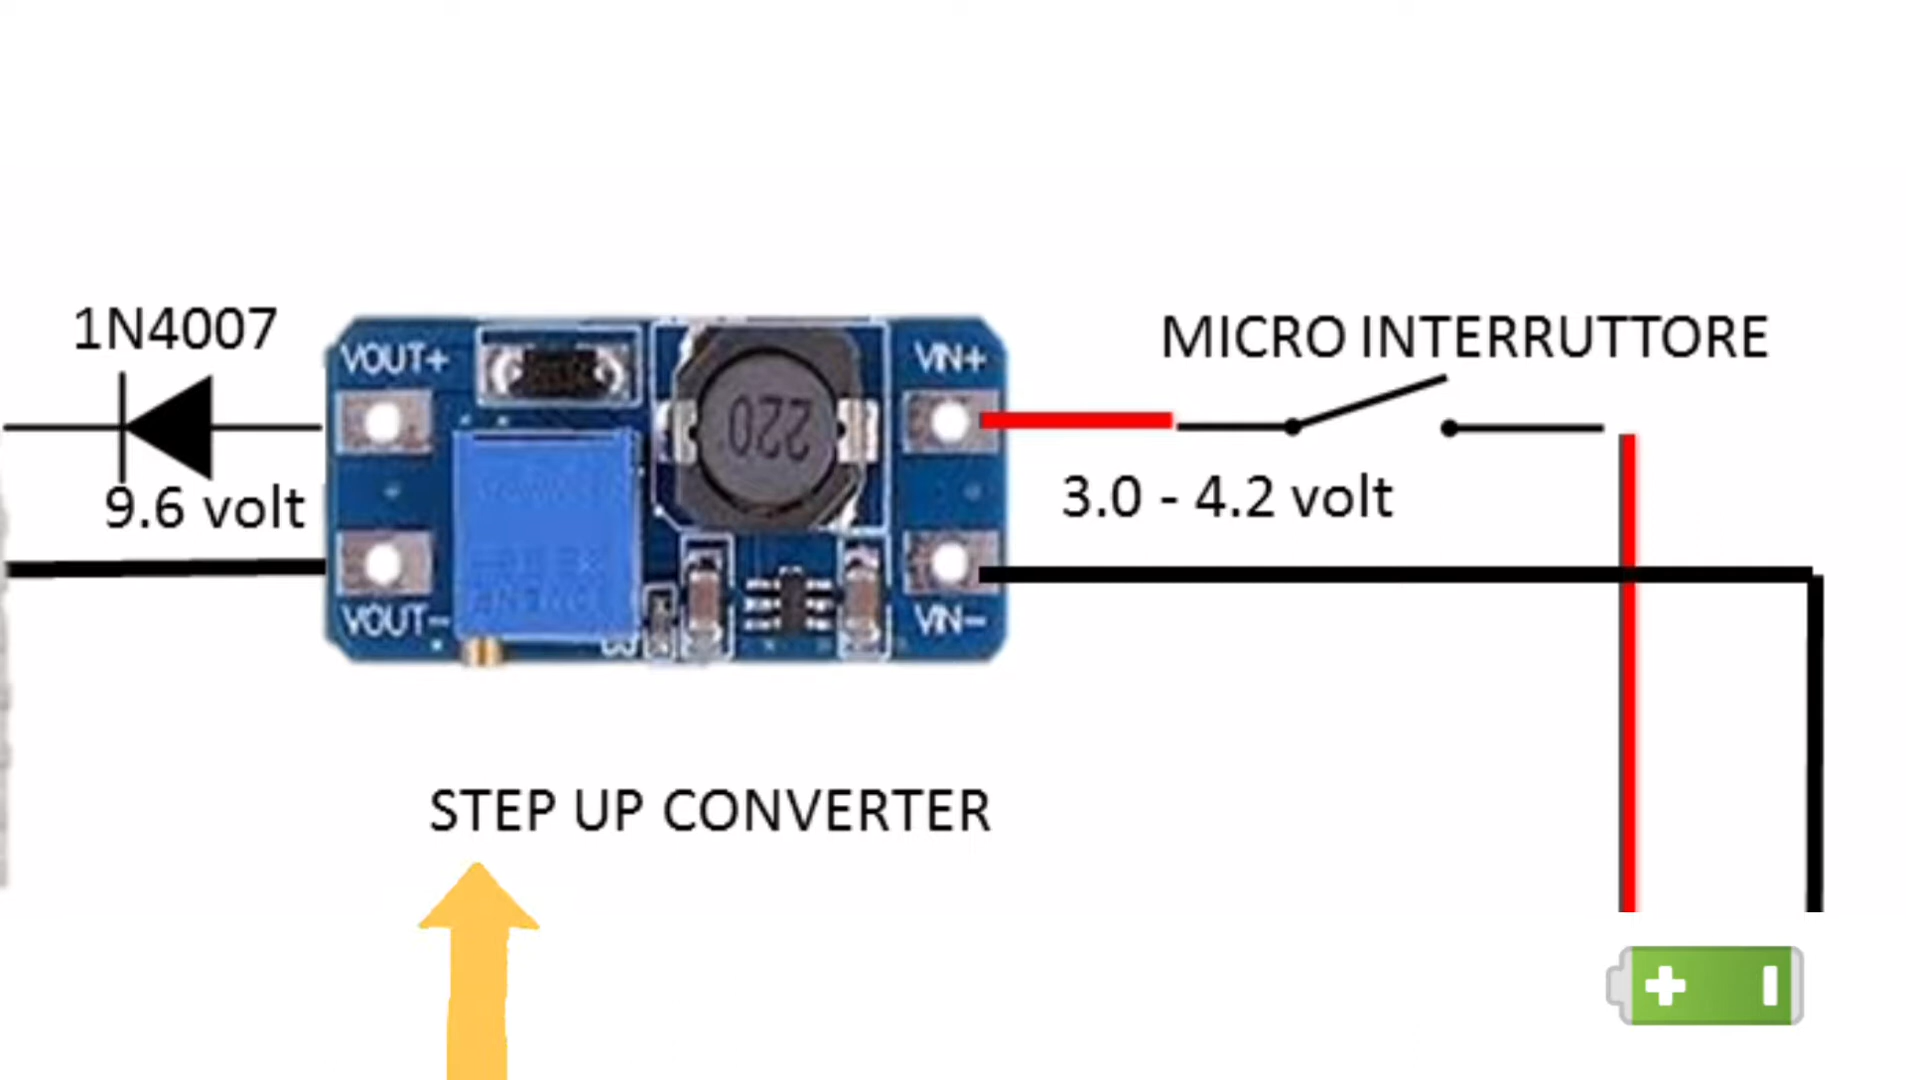 1N4007
9.6 volt
VOUT+
VOUT-
220
VIN+
VIN-
MICRO INTERRUTTORE
3.0 - 4.2 volt
STEP UP CONVERTER